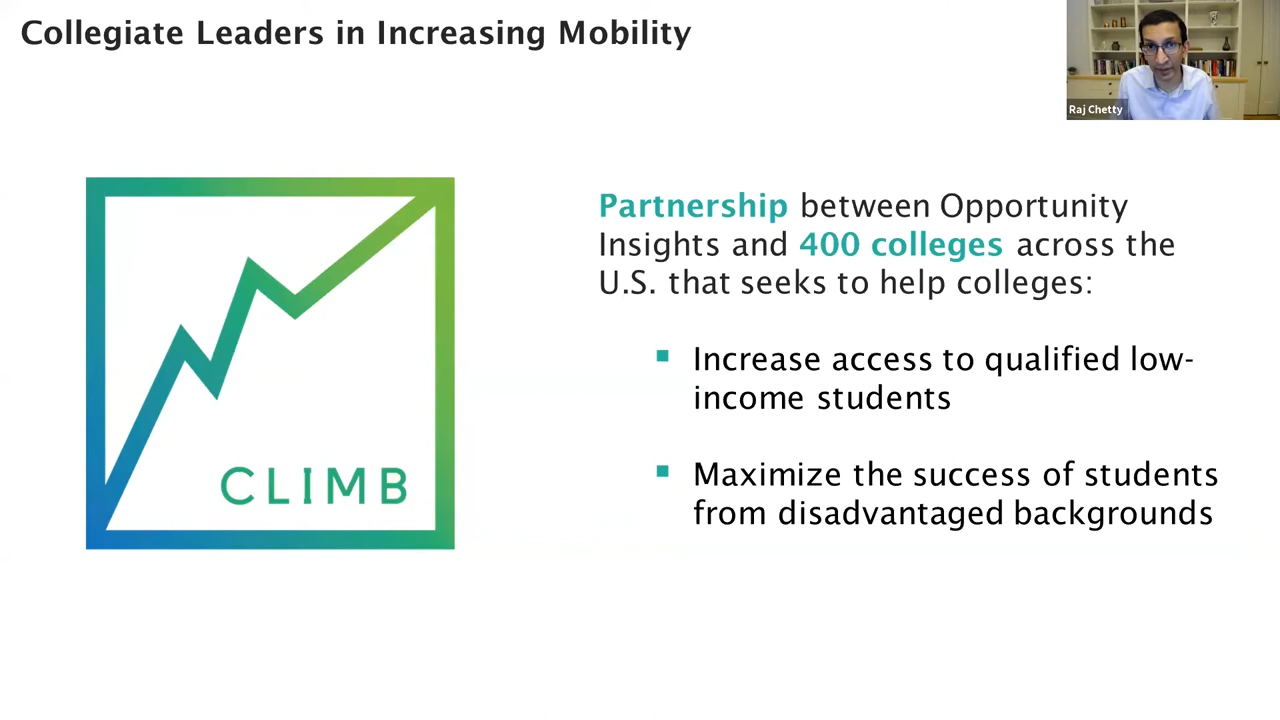 Collegiate Leaders in Increasing Mobility
Raj Chetty
Partnership between Opportunity
Insights and 400 colleges across the
U.S. that seeks to help colleges:
Increase access to qualified low-
income students
Maximize the success of students
from disadvantaged backgrounds
CLIMB